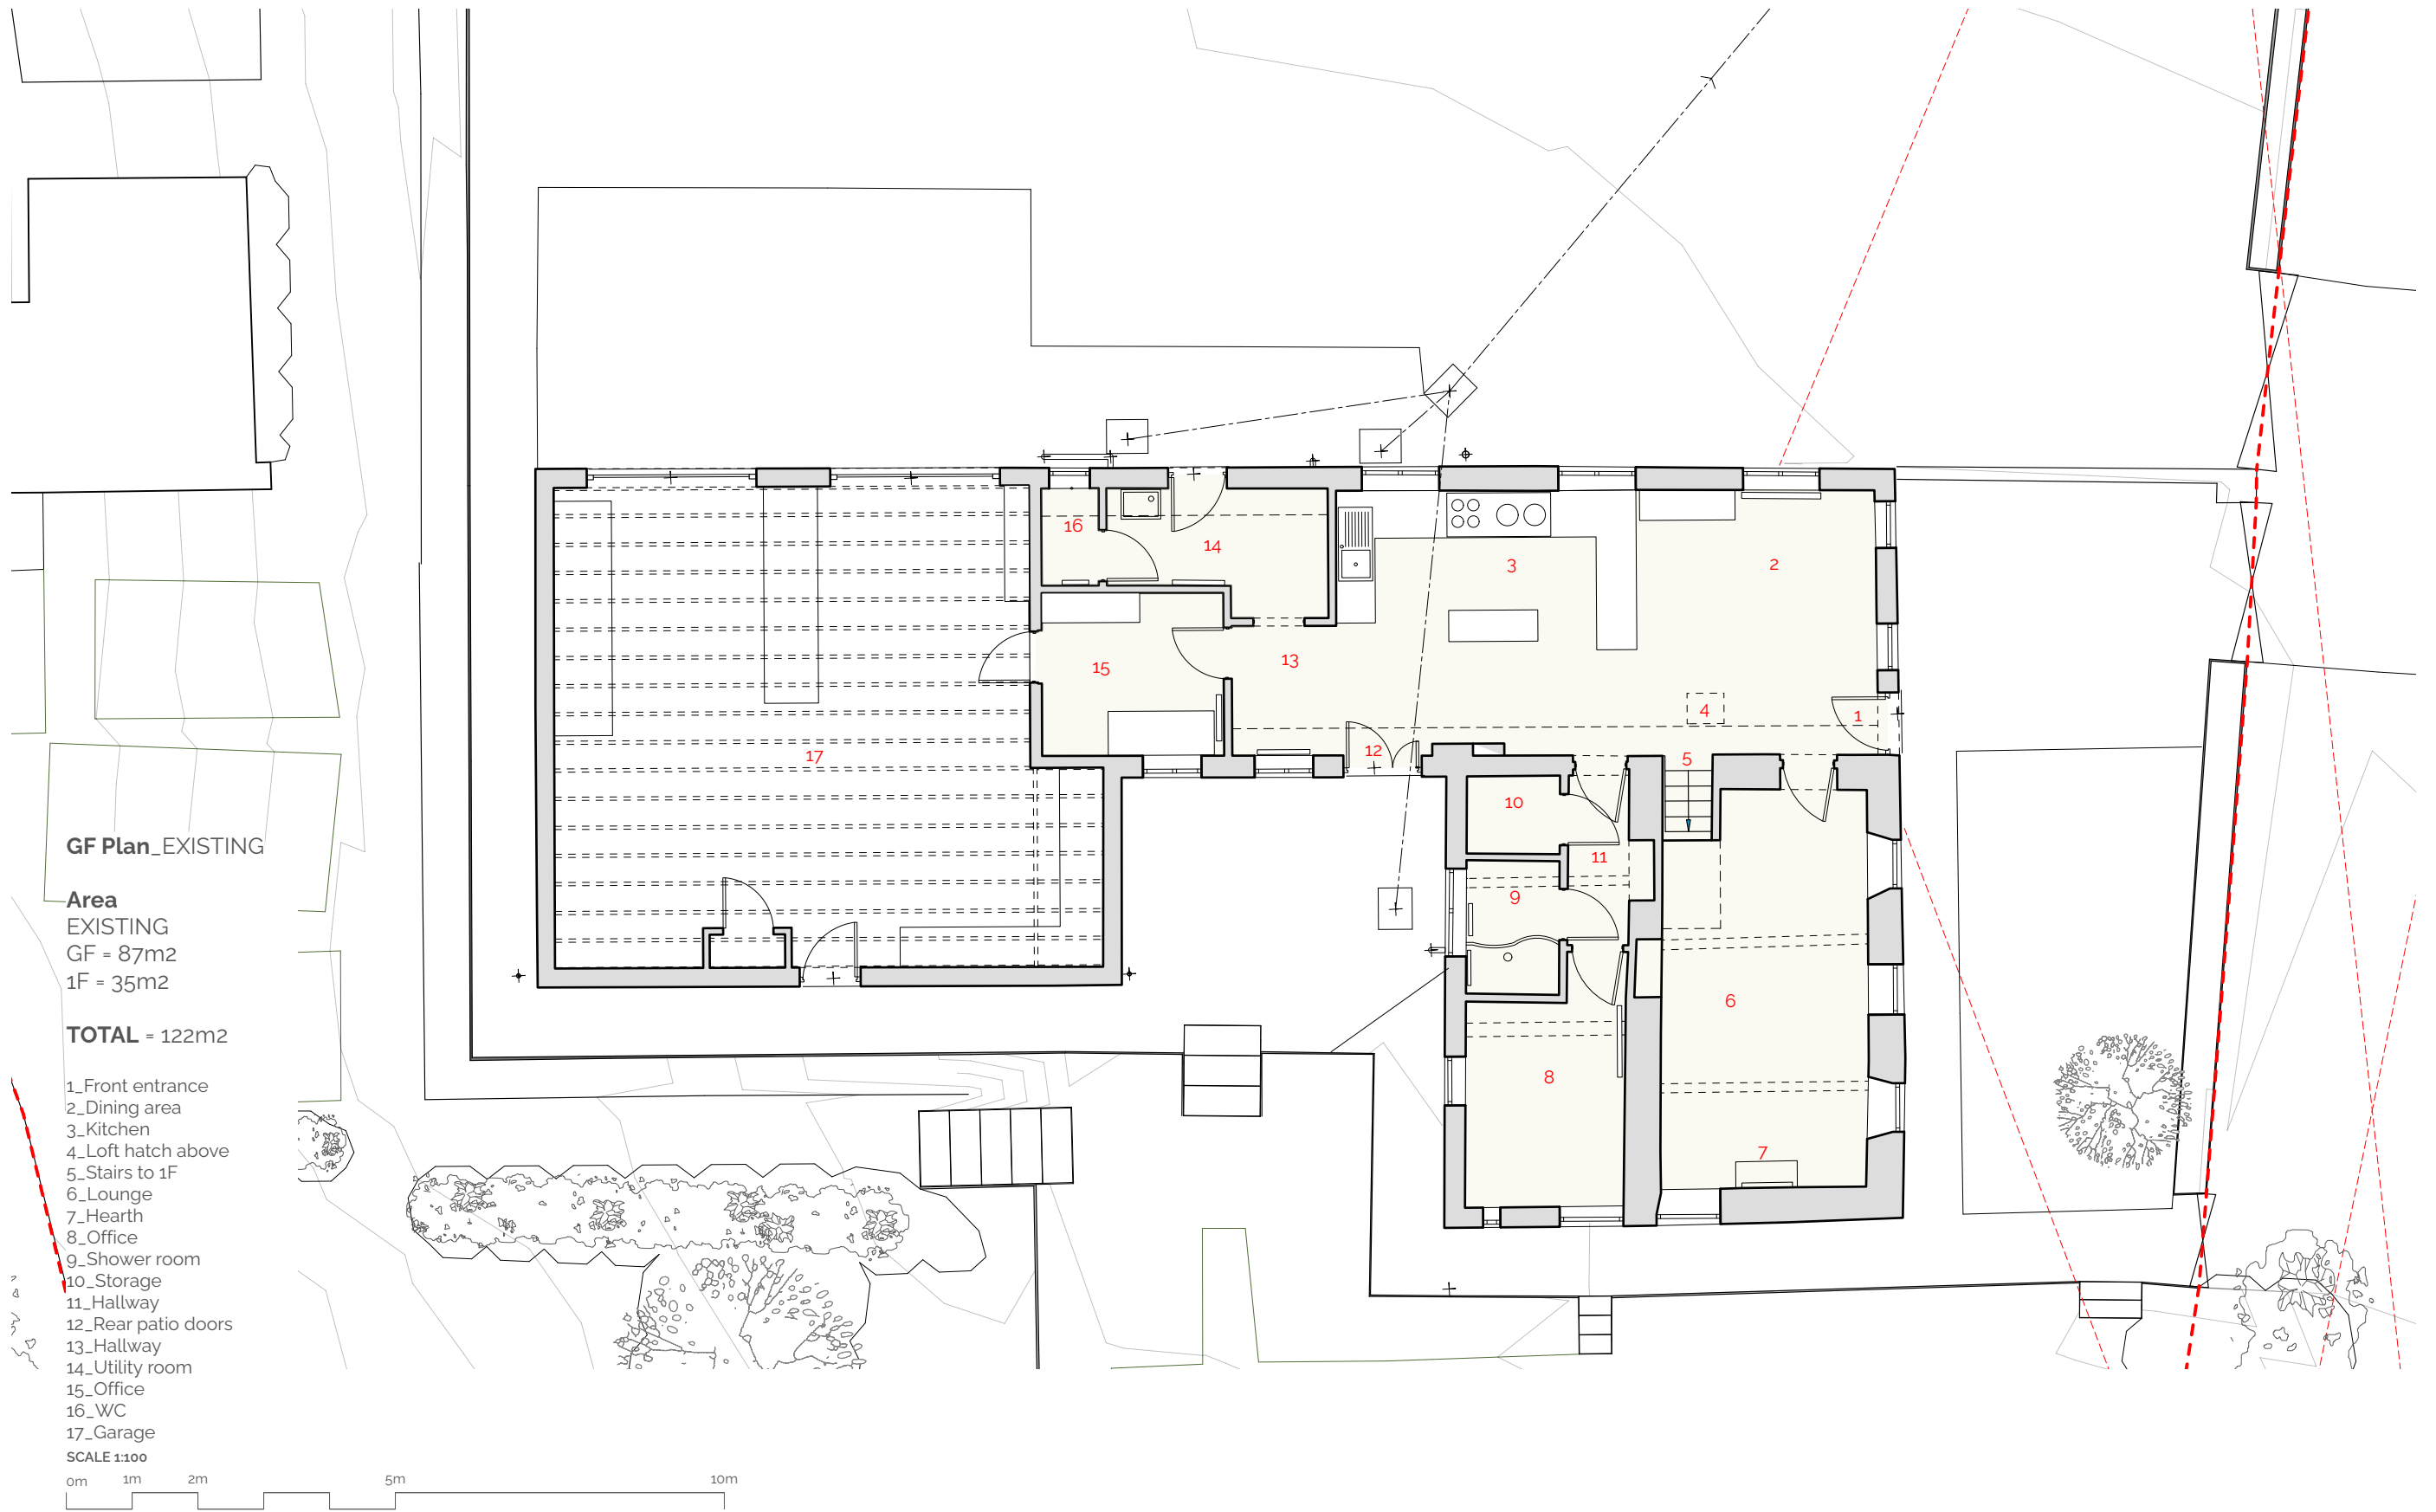 16
14
3
2
13
15
4
1
12
5
17
10
11
9
6
8
7
GF Plan_EXISTING
Area
EXISTING
GF = 87m2
1F = 35m2
TOTAL = 122m2
1_Front entrance
2_Dining area
3_Kitchen
4_Loft hatch above
5_Stairs to 1F
6_Lounge
7_Hearth
8_Office
9_Shower room
10_Storage
11_Hallway
12_Rear patio doors
13_Hallway
14_Utility room
15_Office
16_WC
17_Garage
SCALE 1:100
0m 1m 2m 5m 10m